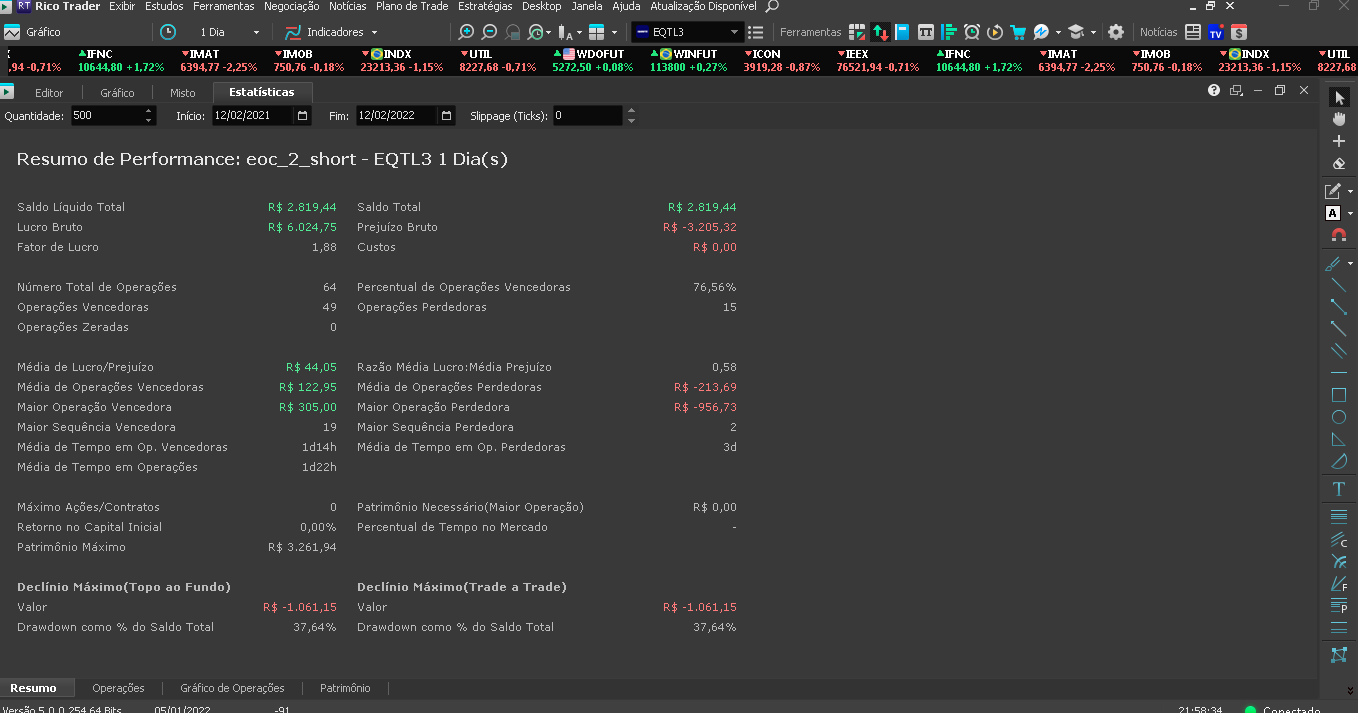 RT Rico Trader Exibir Estudos Ferramentas Negociação Notícias Plano de Trade Estratégias Desktop Janela Ajuda Atualização Disponível
Gráfico 1 Dia Indicadores A EQTL3 Ferramentas TT Notícias TV $
IFNC IMAT IMOB INDX UTIL WDOFUT WINFUT ICON IEEX IFNC IMAT IMOB INDX UTIL
,94 -0,71% 10644,80 +1,72% 6394,77 -2,25% 750,76 -0,18% 23213,36 -1,15% 8227,68 -0,71% 5272,50 +0,08% 113800 +0,27% 3919,28 -0,87% 76521,94 -0,71% 10644,80 +1,72% 6394,77 -2,25% 750,76 -0,18% 23213,36 -1,15% 8227,68
Editor Gráfico Misto Estatísticas ?
Quantidade: 500 Início: 12/02/2021 Fim: 12/02/2022 Slippage (Ticks): 0
Resumo de Performance: eoc_2_short - EQTL3 1 Dia(s)
Saldo Líquido Total R$ 2.819,44 Saldo Total R$ 2.819,44
Lucro Bruto R$ 6.024,75 Prejuízo Bruto R$ -3.205,32
Fator de Lucro 1,88 Custos R$ 0,00
Número Total de Operações 64 Percentual de Operações Vencedoras 76,56%
Operações Vencedoras 49 Operações Perdedoras 15
Operações Zeradas 0
Média de Lucro/Prejuízo R$ 44,05 Razão Média Lucro:Média Prejuízo 0,58
Média de Operações Vencedoras R$ 122,95 Média de Operações Perdedoras R$ -213,69
Maior Operação Vencedora R$ 305,00 Maior Operação Perdedora R$ -956,73
Maior Sequência Vencedora 19 Maior Sequência Perdedora 2
Média de Tempo em Op. Vencedoras 1d14h Média de Tempo em Op. Perdedoras 3d
Média de Tempo em Operações 1d22h
Máximo Ações/Contratos 0 Patrimônio Necessário(Maior Operação) R$ 0,00
Retorno no Capital Inicial 0,00% Percentual de Tempo no Mercado -
Patrimônio Máximo R$ 3.261,94
Declínio Máximo(Topo ao Fundo) Declínio Máximo(Trade a Trade)
Valor R$ -1.061,15 Valor R$ -1.061,15
Drawdown como % do Saldo Total 37,64% Drawdown como % do Saldo Total 37,64%
A
T
C
F
P
Resumo Operações Gráfico de Operações Patrimônio
Versão 5.0.0.254 64 Bits 05/01/2022 -91 21:58:34 Conectado